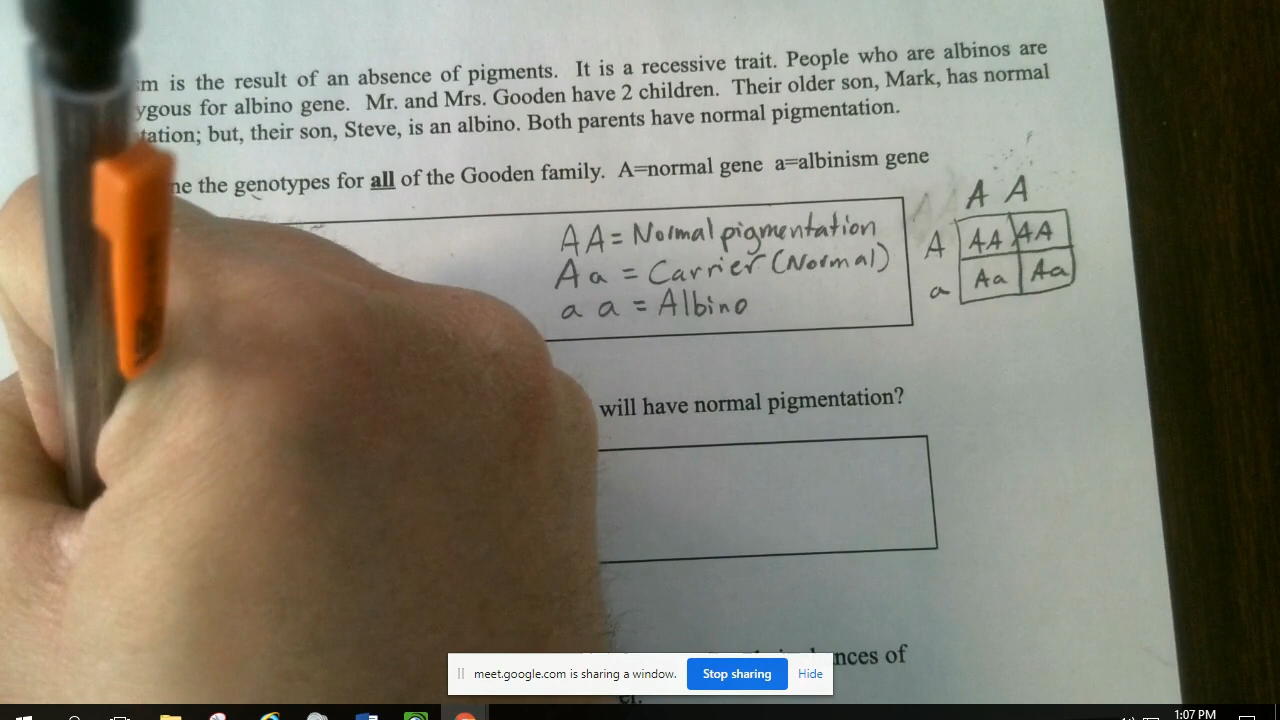 m is the result of an absence of pigments. It is a recessive trait. People who are albinos are
ygous for albino gene. Mr. and Mrs. Gooden have 2 children. Their older son, Mark, has normal
tation; but, their son, Steve, is an albino. Both parents have normal pigmentation.
ne the genotypes for all of the Gooden family. A=normal gene a=albinism gene
A A
AA = Normal pigmentation
A AA AA
Aa = Carrier (Normal)
a Aa Aa
a a = Albino
will have normal pigmentation?
nces of
meet.google.com is sharing a window. Stop sharing Hide
er.
1:07 PM